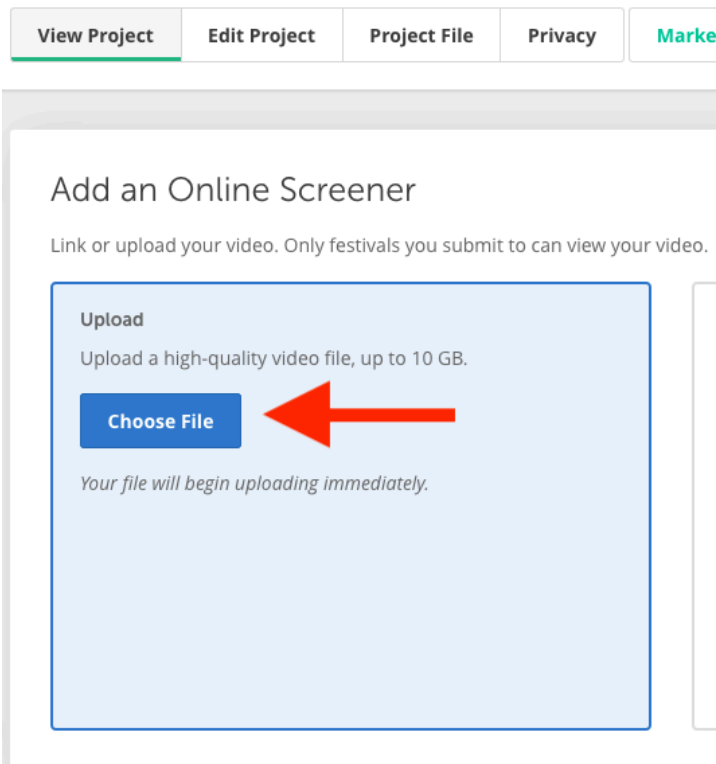 View Project Edit Project Project File Privacy Marke
Add an Online Screener
Link or upload your video. Only festivals you submit to can view your video.
Upload
Upload a high-quality video file, up to 10 GB.
Choose File
Your file will begin uploading immediately.